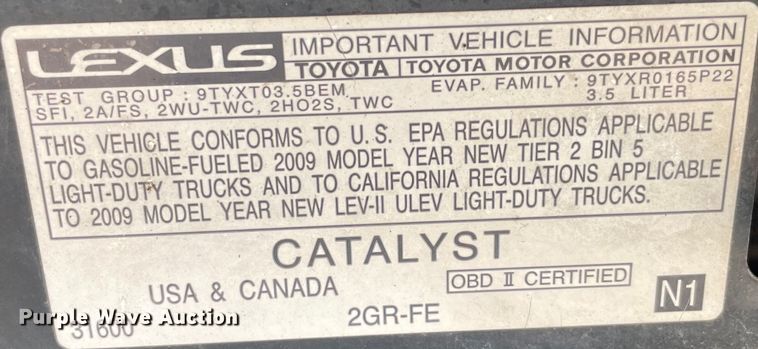 LEXUS
IMPORTANT VEHICLE INFORMATION
TOYOTA TOYOTA MOTOR CORPORATION
TEST GROUP : 9TYXT03.5BEM EVAP. FAMILY : 9TYXR0165P22
SFI, 2A/FS, 2WU-TWC, 2HO2S, TWC 3.5 LITER
THIS VEHICLE CONFORMS TO U.S. EPA REGULATIONS APPLICABLE
TO GASOLINE-FUELED 2009 MODEL YEAR NEW TIER 2 BIN 5
LIGHT-DUTY TRUCKS AND TO CALIFORNIA REGULATIONS APPLICABLE
TO 2009 MODEL YEAR NEW LEV-II ULEV LIGHT-DUTY TRUCKS.
CATALYST
USA & CANADA OBD II CERTIFIED
N1
31600 2GR-FE
Purple Wave Auction